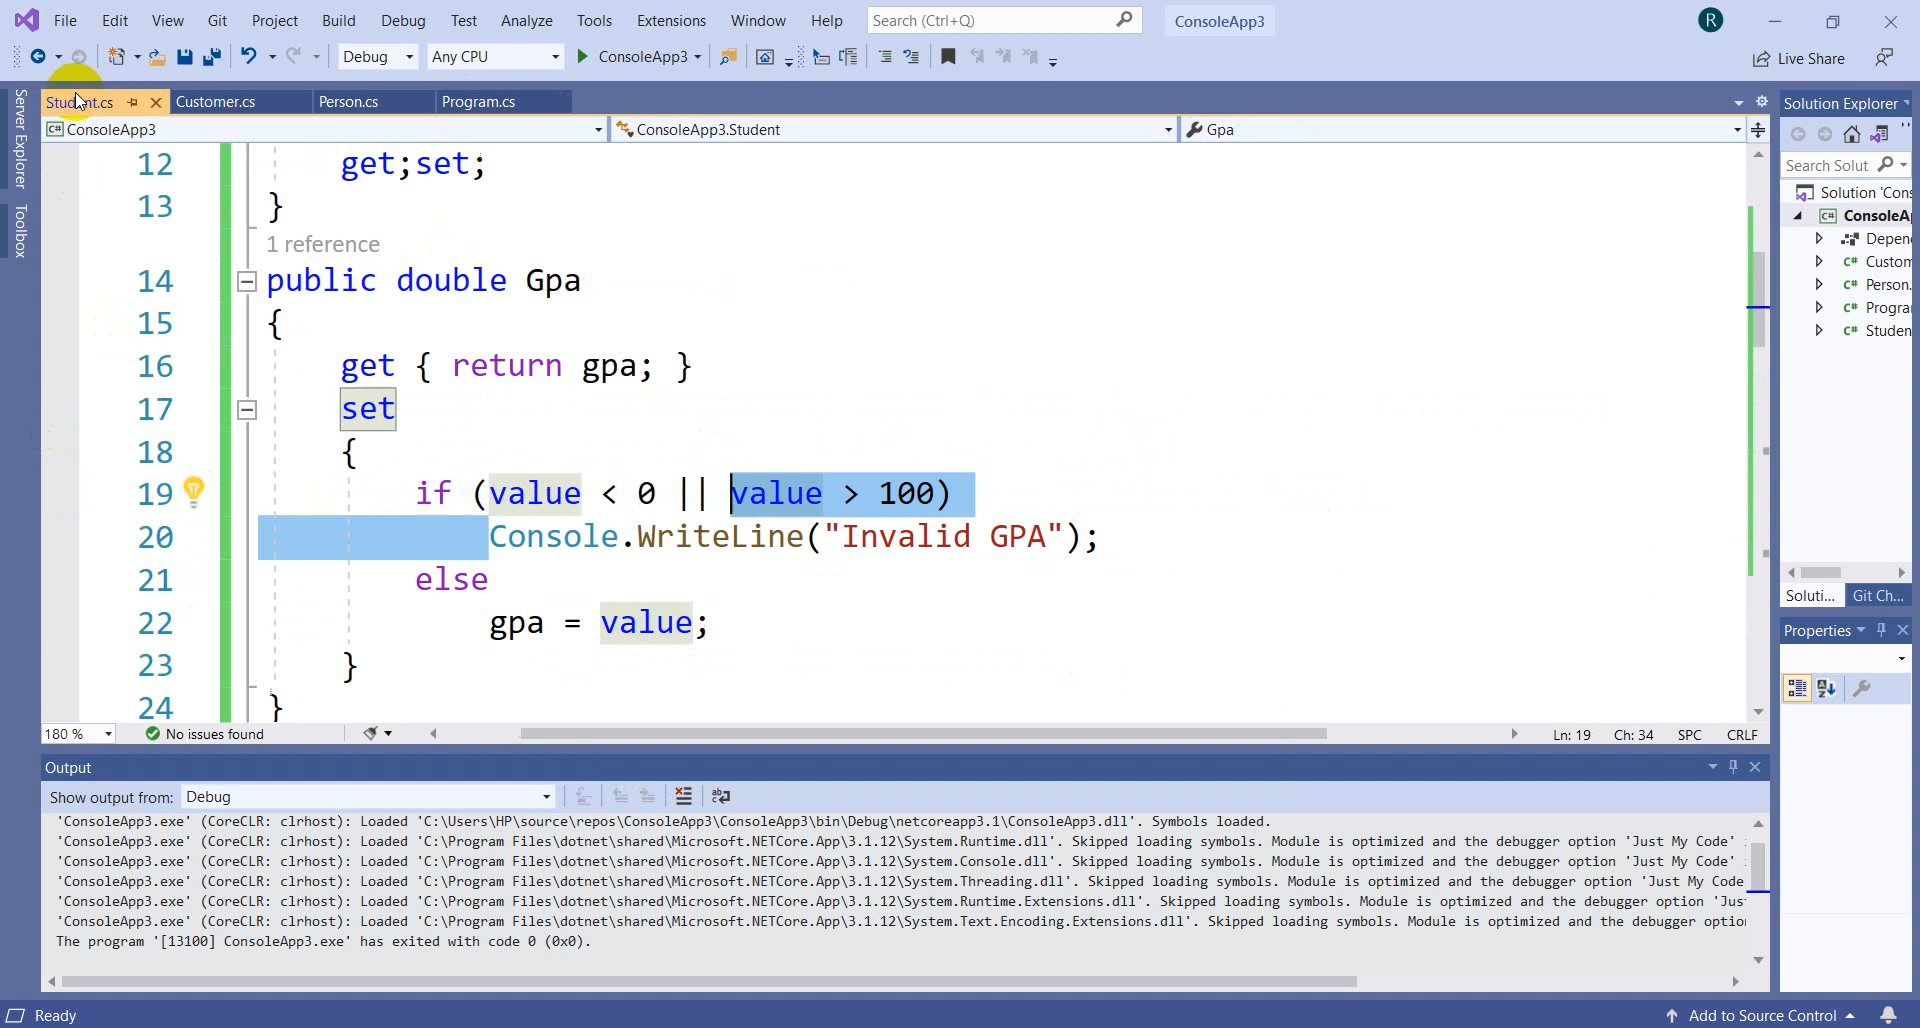 File Edit View Git Project Build Debug Test Analyze Tools Extensions Window Help Search (Ctrl+Q) ConsoleApp3 R
Debug Any CPU ConsoleApp3 Live Share
Server Explorer
Toolbox
Student.cs Customer.cs Person.cs Program.cs
C# ConsoleApp3 ConsoleApp3.Student Gpa
12 get;set;
13 }
1 reference
14 public double Gpa
15 {
16 get { return gpa; }
17 set
18 {
19 if (value < 0 || value > 100)
20 Console.WriteLine("Invalid GPA");
21 else
22 gpa = value;
23 }
24 }
180 % No issues found Ln: 19 Ch: 34 SPC CRLF
Solution Explorer
Search Solut
Solution 'Cons
C# ConsoleA
Depen
C# Custom
C# Person.
C# Progra
C# Studen
Soluti... Git Ch...
Properties
Output
Show output from: Debug
'ConsoleApp3.exe' (CoreCLR: clrhost): Loaded 'C:\Users\HP\source\repos\ConsoleApp3\ConsoleApp3\bin\Debug\netcoreapp3.1\ConsoleApp3.dll'. Symbols loaded.
'ConsoleApp3.exe' (CoreCLR: clrhost): Loaded 'C:\Program Files\dotnet\shared\Microsoft.NETCore.App\3.1.12\System.Runtime.dll'. Skipped loading symbols. Module is optimized and the debugger option 'Just My Code'
'ConsoleApp3.exe' (CoreCLR: clrhost): Loaded 'C:\Program Files\dotnet\shared\Microsoft.NETCore.App\3.1.12\System.Console.dll'. Skipped loading symbols. Module is optimized and the debugger option 'Just My Code'
'ConsoleApp3.exe' (CoreCLR: clrhost): Loaded 'C:\Program Files\dotnet\shared\Microsoft.NETCore.App\3.1.12\System.Threading.dll'. Skipped loading symbols. Module is optimized and the debugger option 'Just My Code
'ConsoleApp3.exe' (CoreCLR: clrhost): Loaded 'C:\Program Files\dotnet\shared\Microsoft.NETCore.App\3.1.12\System.Runtime.Extensions.dll'. Skipped loading symbols. Module is optimized and the debugger option 'Jus
'ConsoleApp3.exe' (CoreCLR: clrhost): Loaded 'C:\Program Files\dotnet\shared\Microsoft.NETCore.App\3.1.12\System.Text.Encoding.Extensions.dll'. Skipped loading symbols. Module is optimized and the debugger optio
The program '[13100] ConsoleApp3.exe' has exited with code 0 (0x0).
Ready Add to Source Control